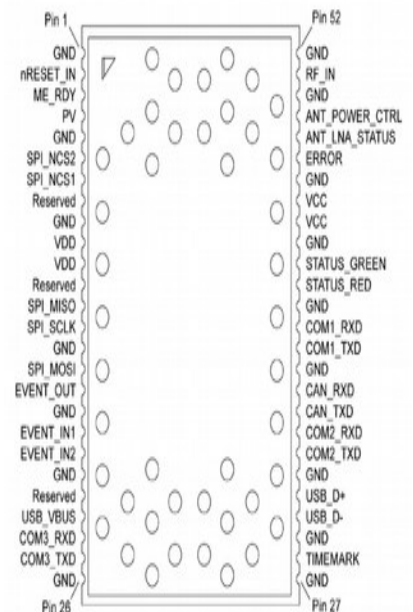 Pin 1
GND
nRESET_IN
ME_RDY
PV
GND
SPI_NCS2
SPI_NCS1
Reserved
GND
VDD
VDD
Reserved
SPI_MISO
SPI_SCLK
GND
SPI_MOSI
EVENT_OUT
GND
EVENT_IN1
EVENT_IN2
GND
Reserved
USB_VBUS
COM3_RXD
COM3_TXD
GND
Pin 26
Pin 52
GND
RF_IN
GND
ANT_POWER_CTRL
ANT_LNA_STATUS
ERROR
GND
VCC
VCC
GND
STATUS_GREEN
STATUS_RED
GND
COM1_RXD
COM1_TXD
GND
CAN_RXD
CAN_TXD
COM2_RXD
COM2_TXD
GND
USB_D+
USB_D-
GND
TIMEMARK
GND
Pin 27